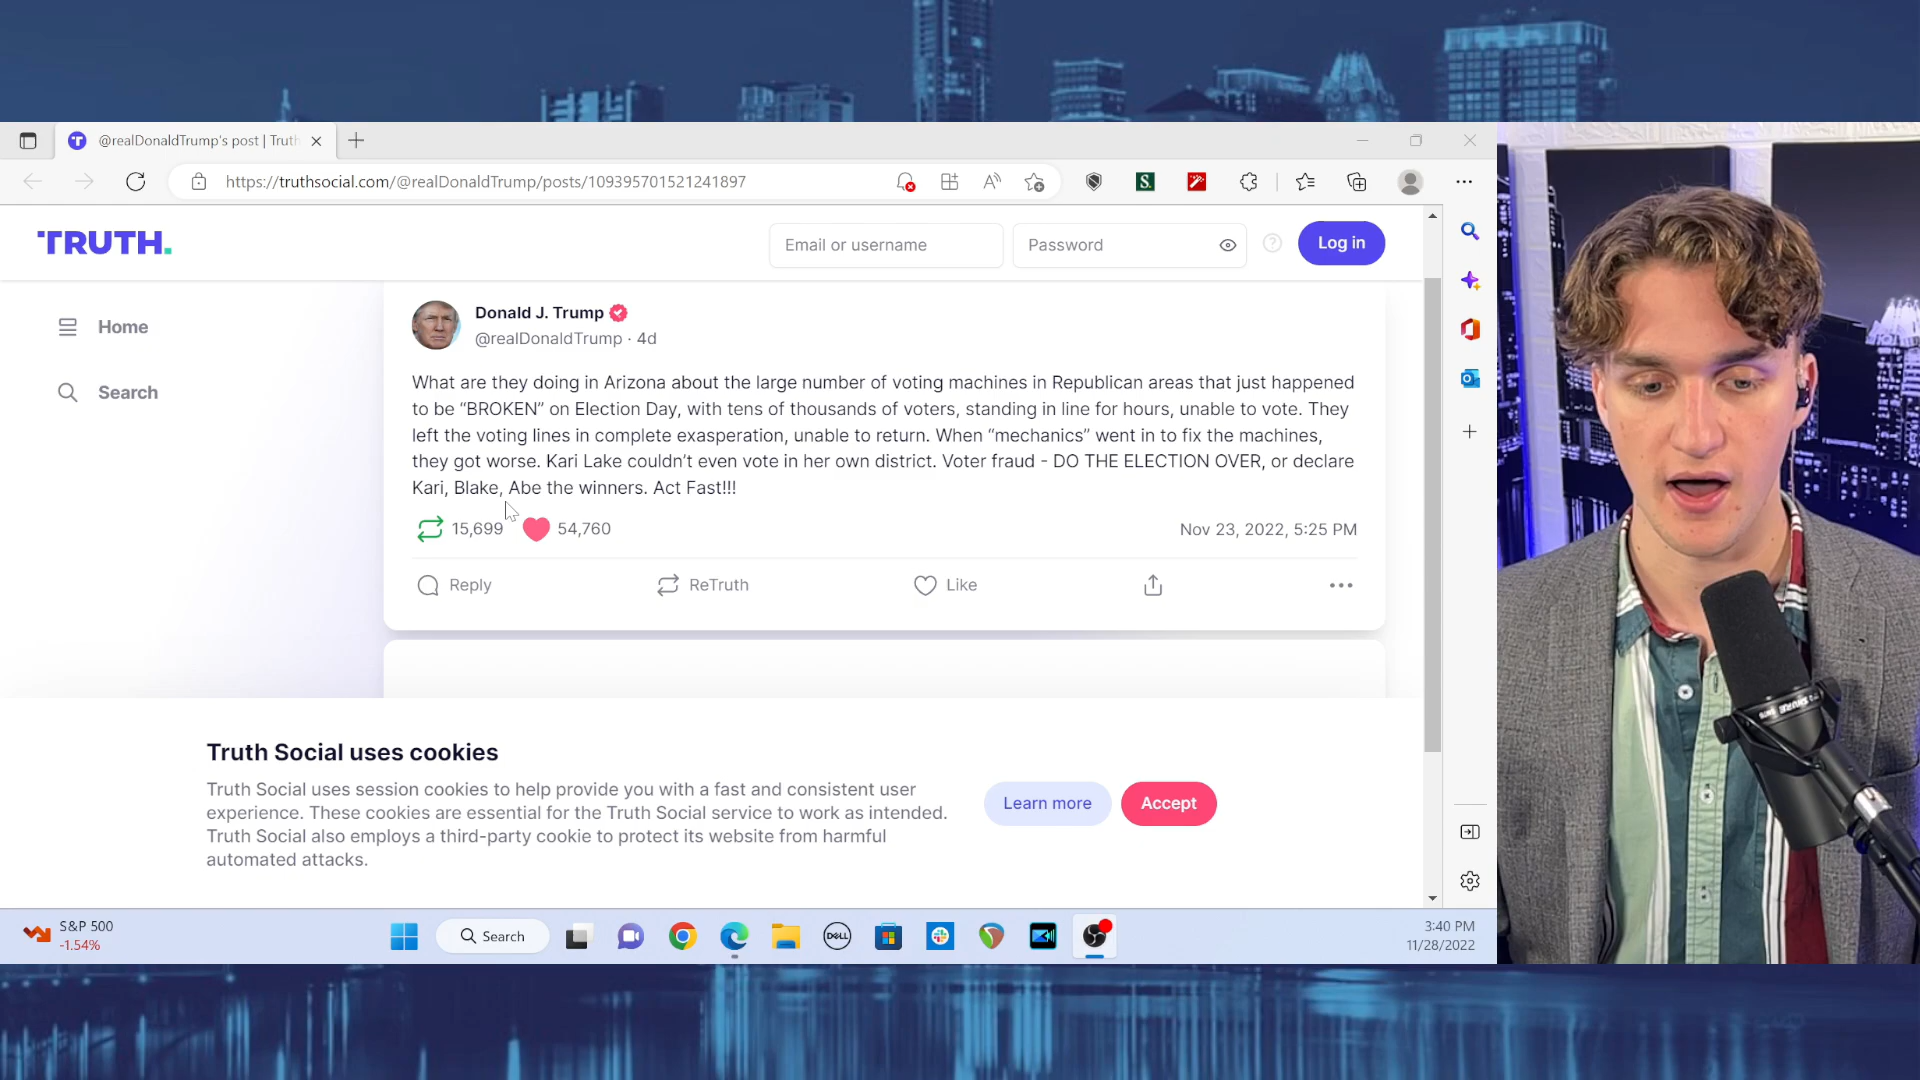 @realDonaldTrump's post | Truth
https://truthsocial.com/@realDonaldTrump/posts/109395701521241897
TRUTH.
Email or username
Password
Log in
Home
Search
Donald J. Trump
@realDonaldTrump · 4d
What are they doing in Arizona about the large number of voting machines in Republican areas that just happened
to be “BROKEN” on Election Day, with tens of thousands of voters, standing in line for hours, unable to vote. They
left the voting lines in complete exasperation, unable to return. When “mechanics” went in to fix the machines,
they got worse. Kari Lake couldn’t even vote in her own district. Voter fraud - DO THE ELECTION OVER, or declare
Kari, Blake, Abe the winners. Act Fast!!!
15,699
54,760
Nov 23, 2022, 5:25 PM
Reply
ReTruth
Like
Truth Social uses cookies
Truth Social uses session cookies to help provide you with a fast and consistent user
experience. These cookies are essential for the Truth Social service to work as intended.
Truth Social also employs a third-party cookie to protect its website from harmful
automated attacks.
Learn more
Accept
S&P 500
-1.54%
Search
DELL
3:40 PM
11/28/2022